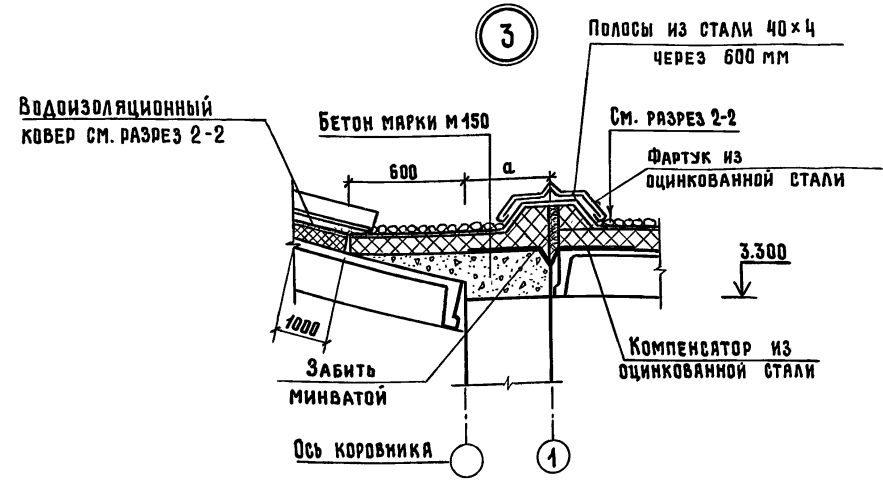 3
Полосы из стали 40×4
через 600 мм
Водоизоляционный
ковер см. разрез 2-2
Бетон марки М150
См. разрез 2-2
Фартук из
оцинкованной стали
600
а
3.300
1000
Забить
минватой
Компенсатор из
оцинкованной стали
Ось коровника
1